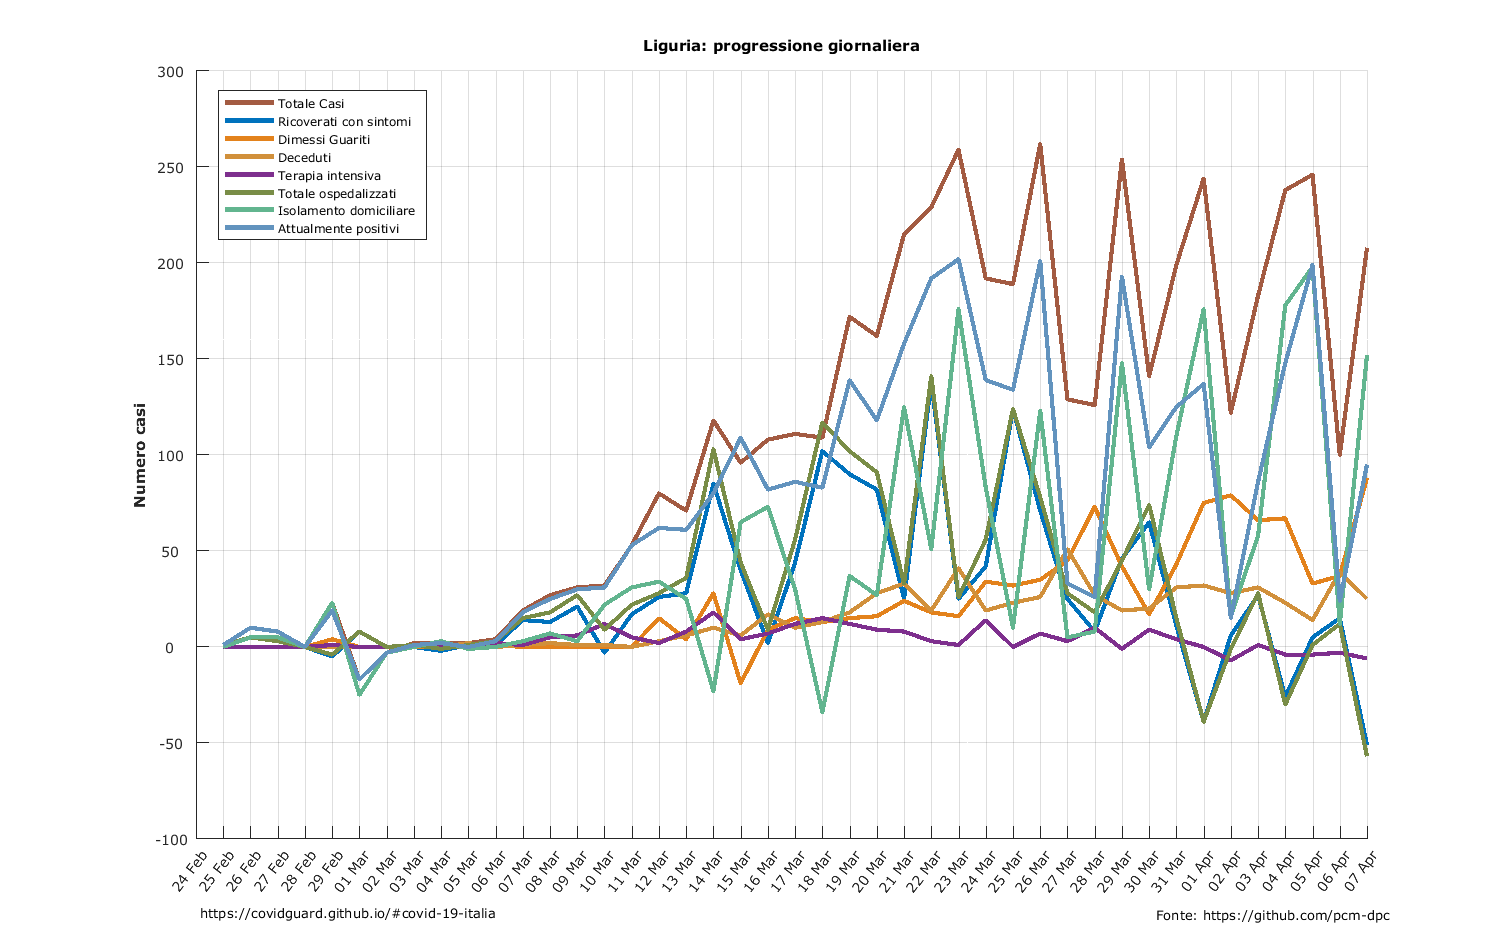 Liguria: progressione giornaliera
300
250
200
150
100
50
0
-50
-100
Numero casi
Totale Casi
Ricoverati con sintomi
Dimessi Guariti
Deceduti
Terapia intensiva
Totale ospedalizzati
Isolamento domiciliare
Attualmente positivi
24 Feb
25 Feb
26 Feb
27 Feb
28 Feb
29 Feb
01 Mar
02 Mar
03 Mar
04 Mar
05 Mar
06 Mar
07 Mar
08 Mar
09 Mar
10 Mar
11 Mar
12 Mar
13 Mar
14 Mar
15 Mar
16 Mar
17 Mar
18 Mar
19 Mar
20 Mar
21 Mar
22 Mar
23 Mar
24 Mar
25 Mar
26 Mar
27 Mar
28 Mar
29 Mar
30 Mar
31 Mar
01 Apr
02 Apr
03 Apr
04 Apr
05 Apr
06 Apr
07 Apr
https://covidguard.github.io/#covid-19-italia
Fonte: https://github.com/pcm-dpc